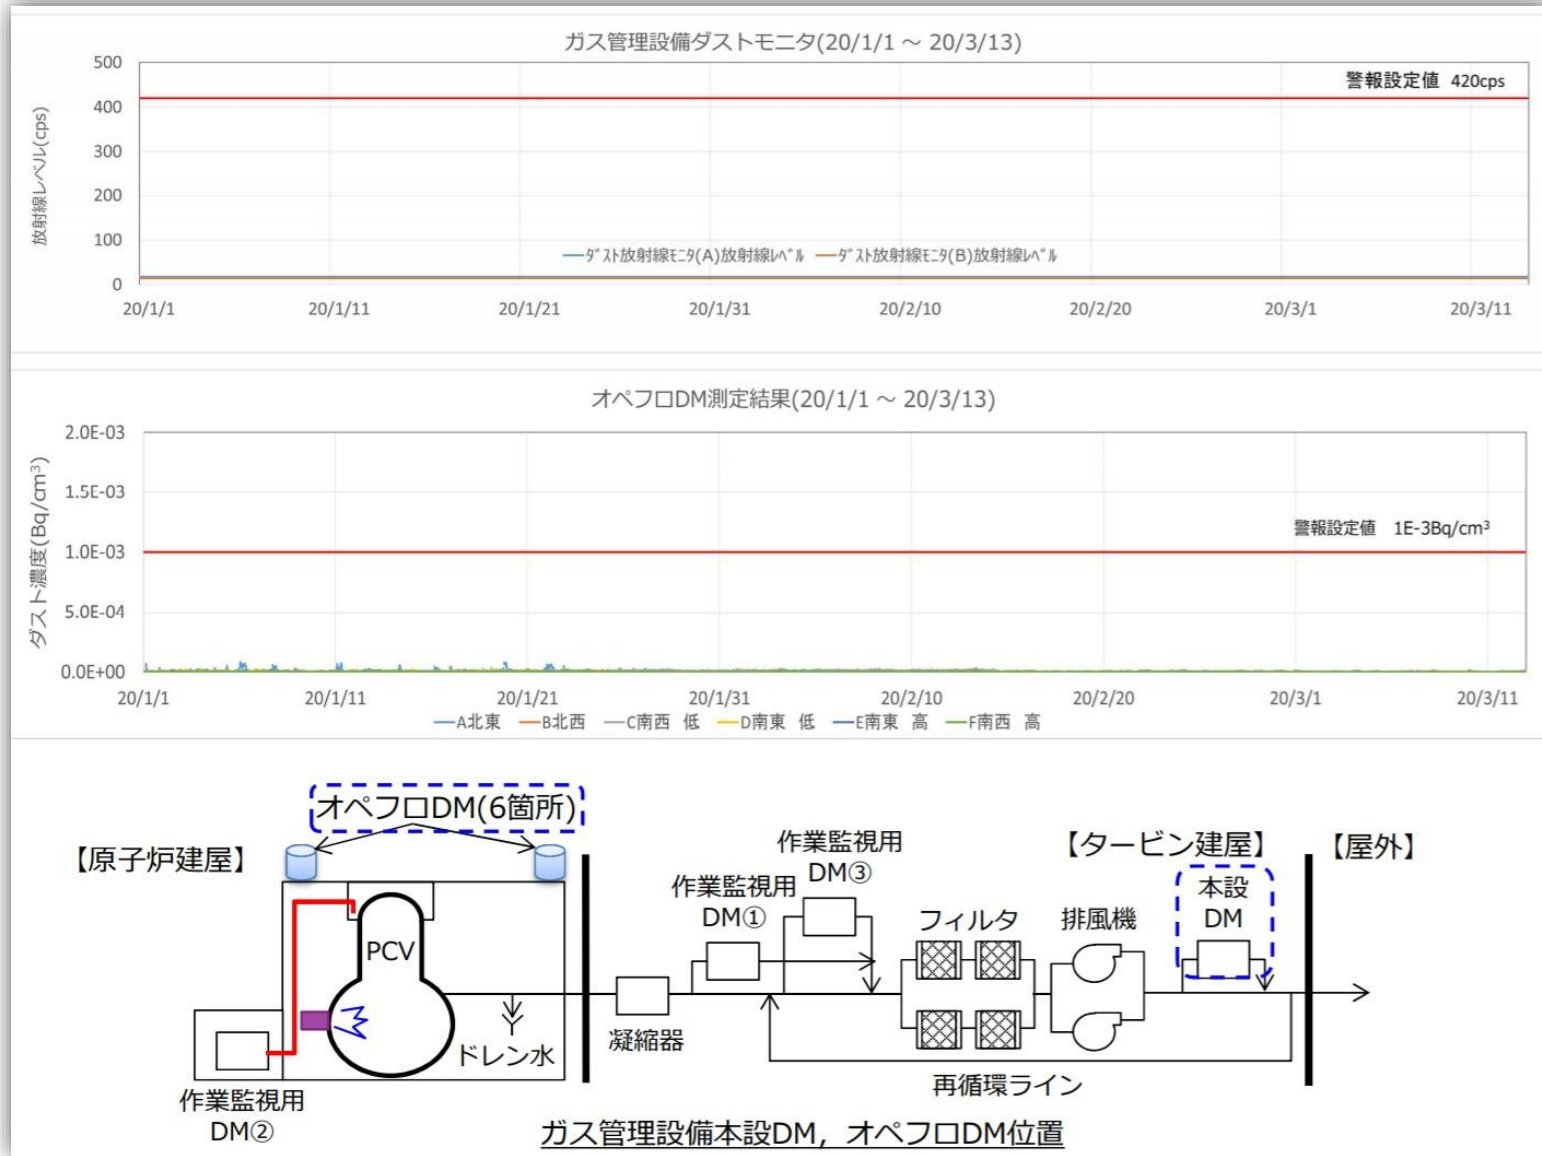 ガス管理設備ダストモニタ(20/1/1 ～ 20/3/13)
500
警報設定値 420cps
400
300
200
100
0
放射線レベル(cps)
ﾀﾞｽﾄ放射線ﾓﾆﾀ(A)放射線ﾚﾍﾞﾙ ﾀﾞｽﾄ放射線ﾓﾆﾀ(B)放射線ﾚﾍﾞﾙ
20/1/1 20/1/11 20/1/21 20/1/31 20/2/10 20/2/20 20/3/1 20/3/11
オペフロDM測定結果(20/1/1 ～ 20/3/13)
2.0E-03
1.5E-03
警報設定値 1E-3Bq/cm³
1.0E-03
5.0E-04
0.0E+00
ダスト濃度(Bq/cm³)
20/1/1 20/1/11 20/1/21 20/1/31 20/2/10 20/2/20 20/3/1 20/3/11
A北東 B北西 C南西 低 D南東 低 E南東 高 F南西 高
オペフロDM(6箇所)
【原子炉建屋】
作業監視用
DM③
【タービン建屋】
【屋外】
作業監視用
DM①
本設
DM
フィルタ
排風機
PCV
ドレン水
凝縮器
再循環ライン
作業監視用
DM②
ガス管理設備本設DM，オペフロDM位置